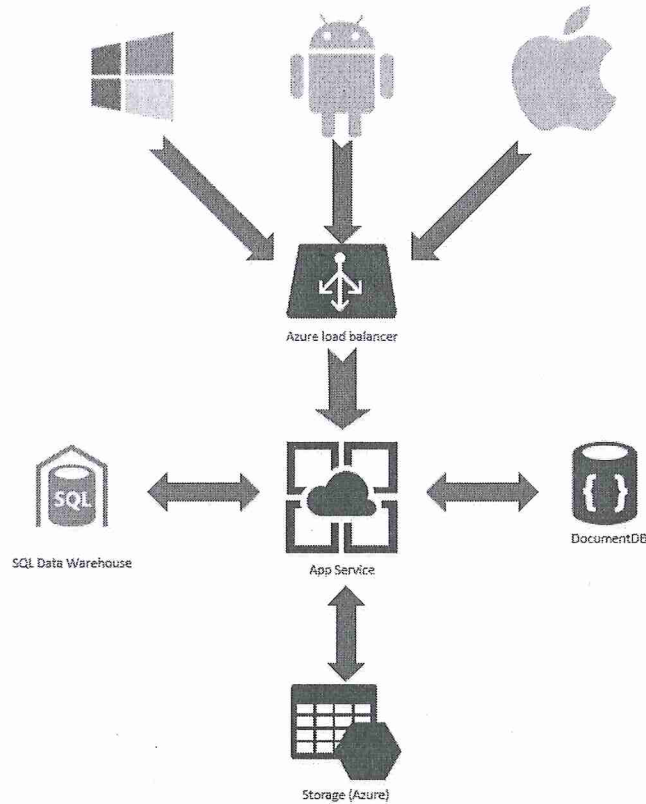 Azure load balancer
SQL
{ }
SQL Data Warehouse
App Service
DocumentDB
Storage (Azure)